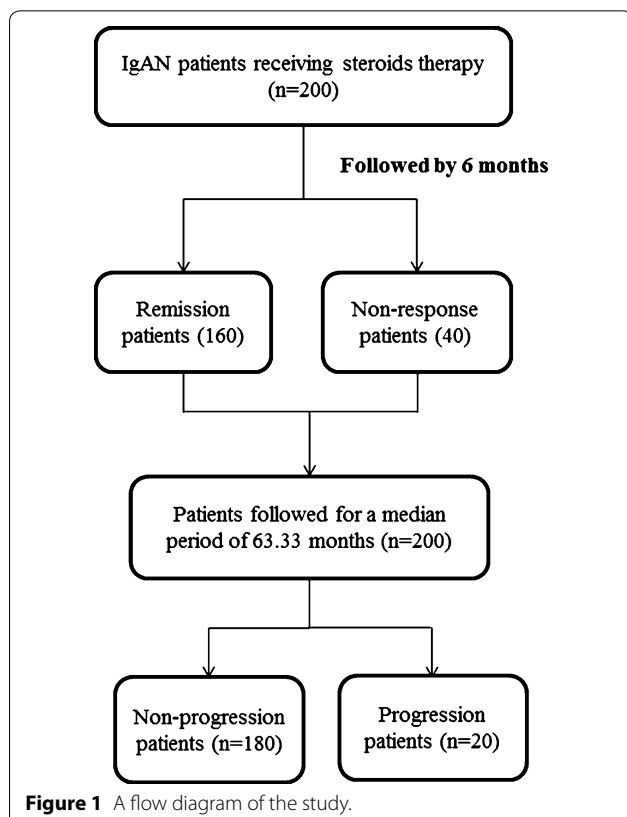 IgAN patients receiving steroids therapy
(n=200)
Followed by 6 months
Remission
patients (160)
Non-response
patients (40)
Patients followed for a median
period of 63.33 months (n=200)
Non-progression
patients (n=180)
Progression
patients (n=20)
Figure 1 A flow diagram of the study.